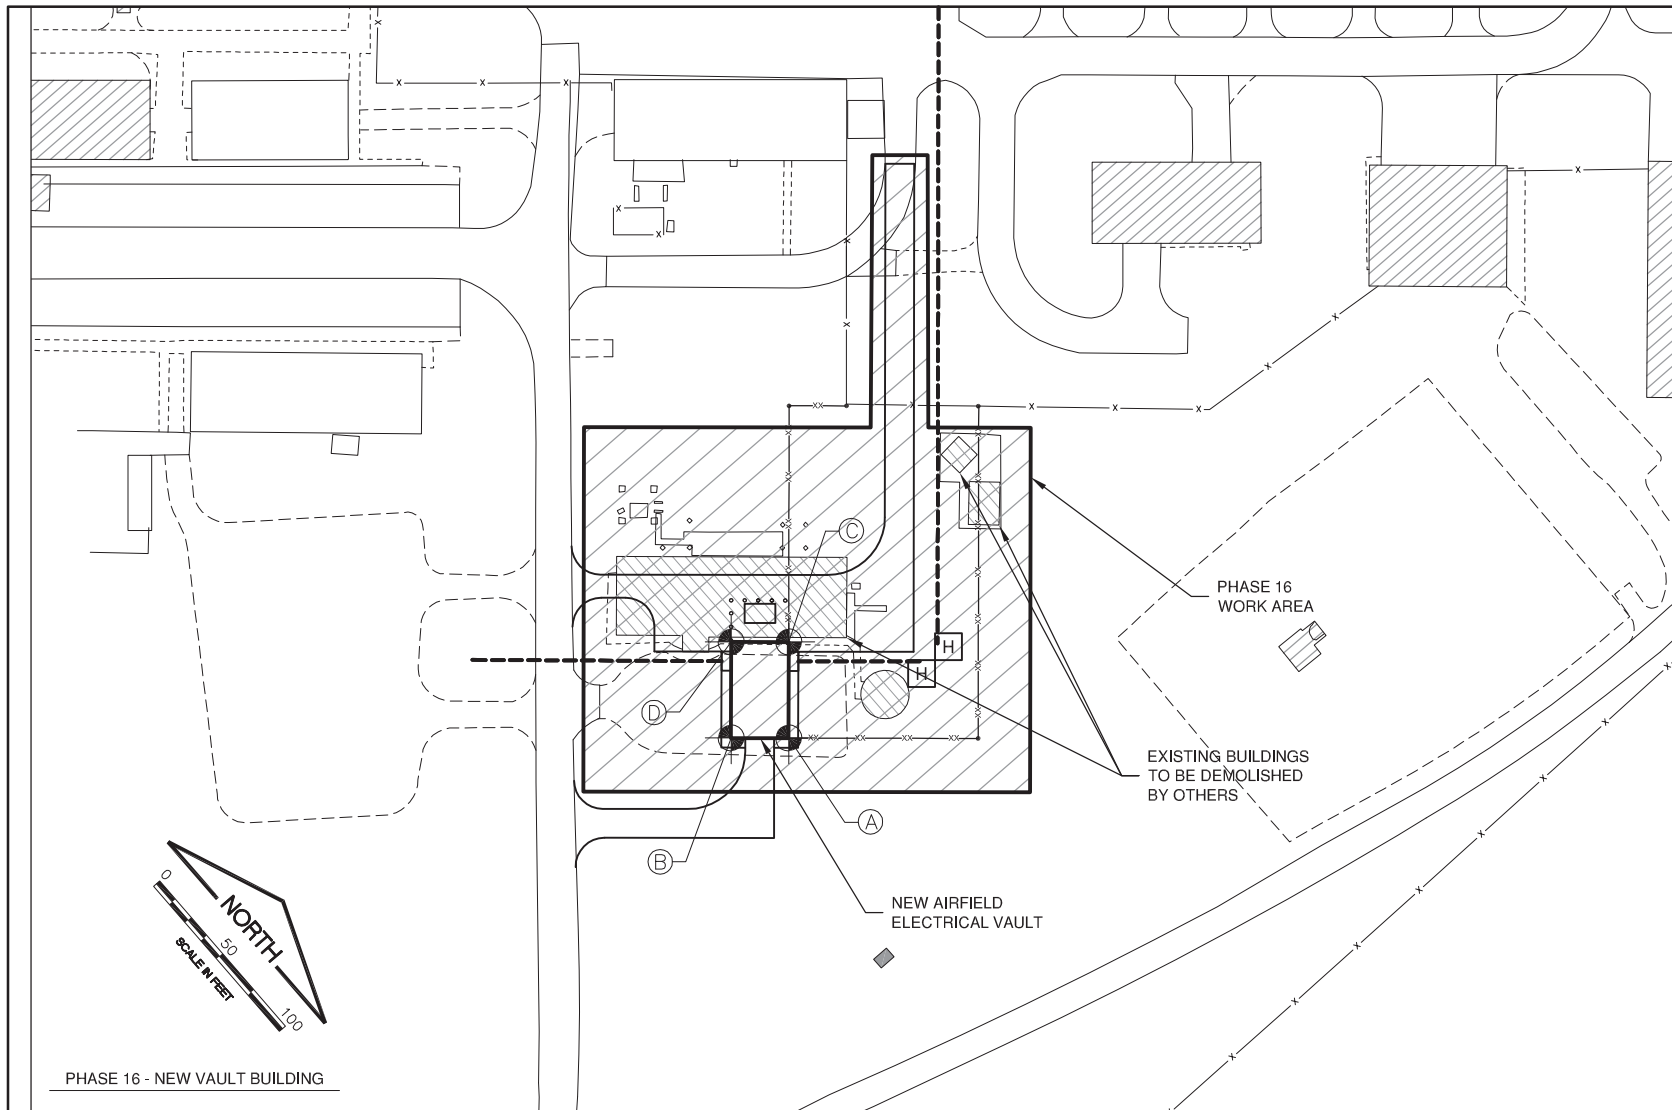 C
PHASE 16
WORK AREA
H
H
D
EXISTING BUILDINGS
TO BE DEMOLISHED
BY OTHERS
A
B
NEW AIRFIELD
ELECTRICAL VAULT
NORTH
0
50
100
SCALE IN FEET
PHASE 16 - NEW VAULT BUILDING